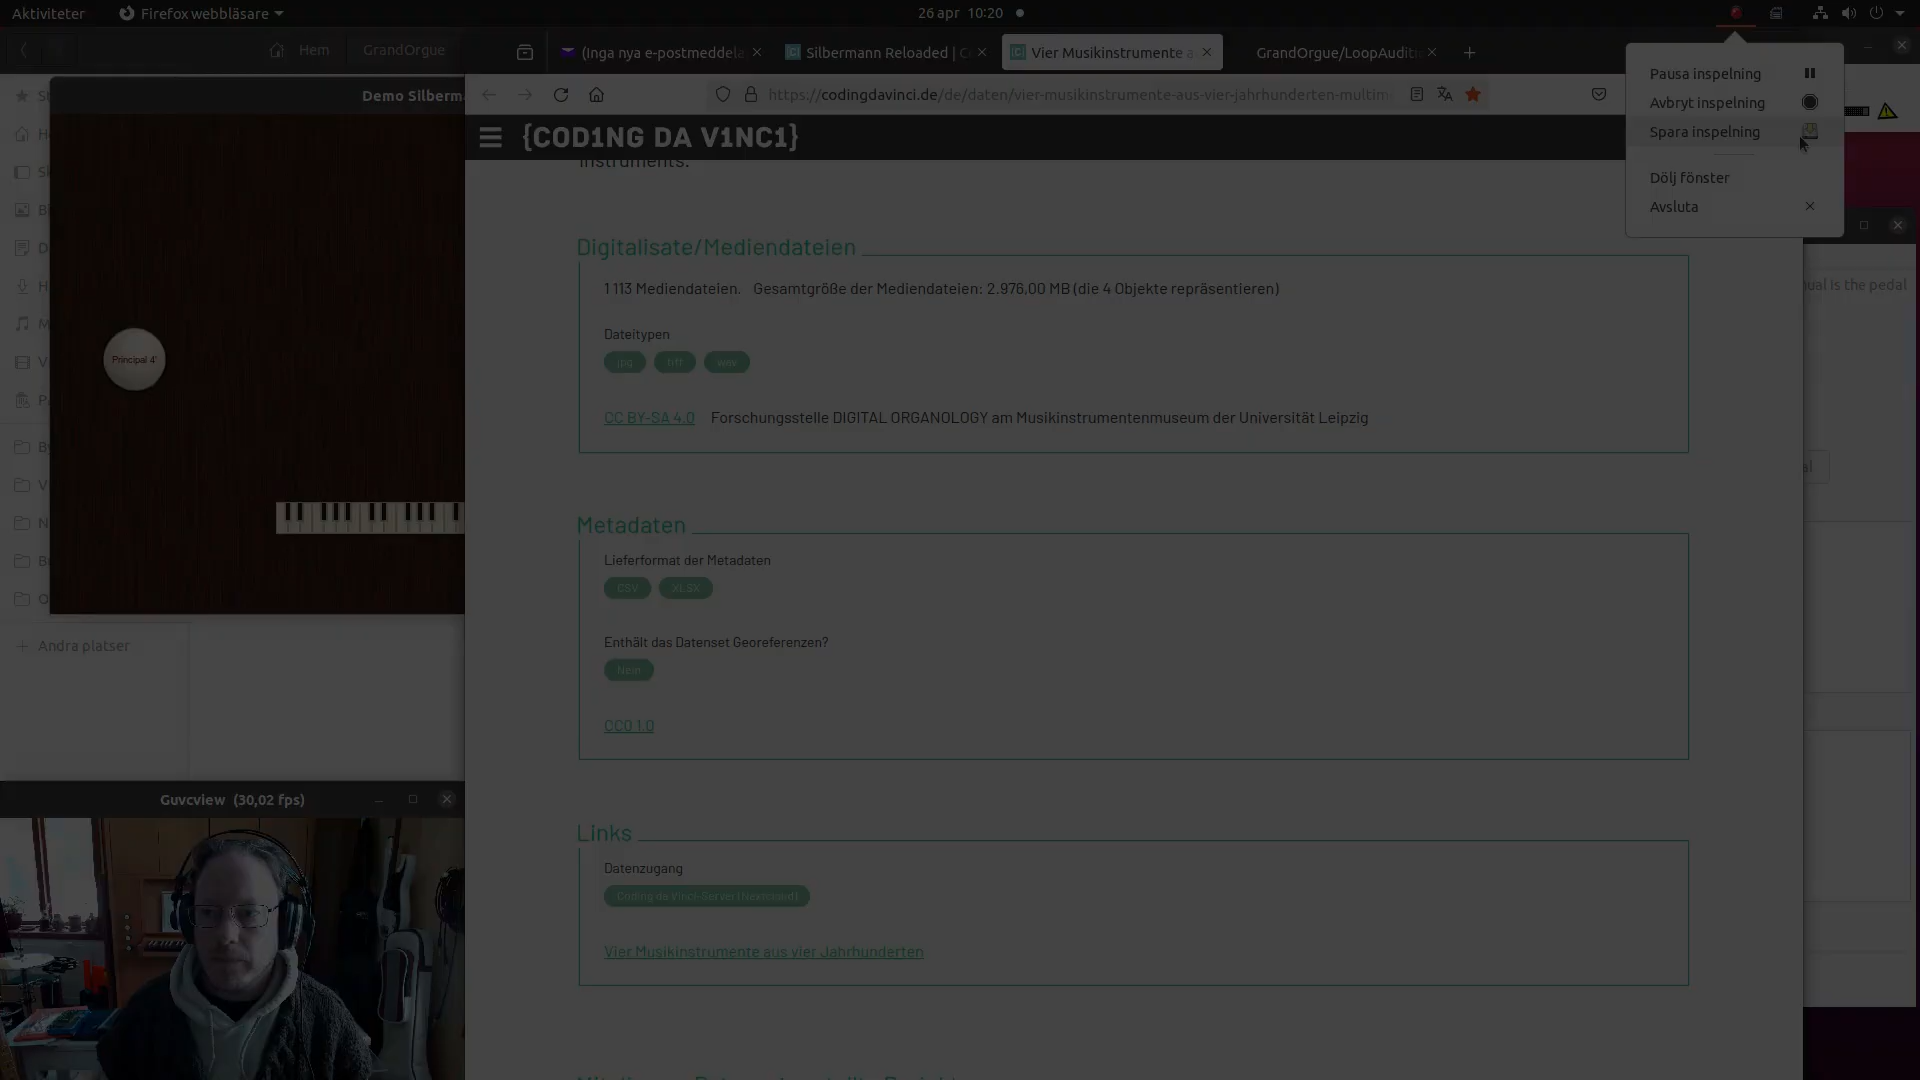 Aktiviteter
Firefox webbläsare
26 apr 10:20
Hem
GrandOrgue
(Inga nya e-postmeddela
Silbermann Reloaded | C
Vier Musikinstrumente a
GrandOrgue/LoopAuditi
Pausa inspelning
Avbryt inspelning
Spara inspelning
Dölj fönster
Avsluta
Demo Silberma
https://codingdavinci.de/de/daten/vier-musikinstrumente-aus-vier-jahrhunderten-multim
{COD1NG DA V1NC1}
instruments.
Digitalisate/Mediendateien
1 113 Mediendateien. Gesamtgröße der Mediendateien: 2.976,00 MB (die 4 Objekte repräsentieren)
nual is the pedal
Dateitypen
jpg
tiff
wav
Principal 4'
CC BY-SA 4.0 Forschungsstelle DIGITAL ORGANOLOGY am Musikinstrumentenmuseum der Universität Leipzig
Metadaten
Lieferformat der Metadaten
CSV
XLSX
Enthält das Datenset Georeferenzen?
Nein
Andra platser
CC0 1.0
Guvcview (30,02 fps)
Links
Datenzugang
Coding da Vinci-Server (Nextcloud)
Vier Musikinstrumente aus vier Jahrhunderten